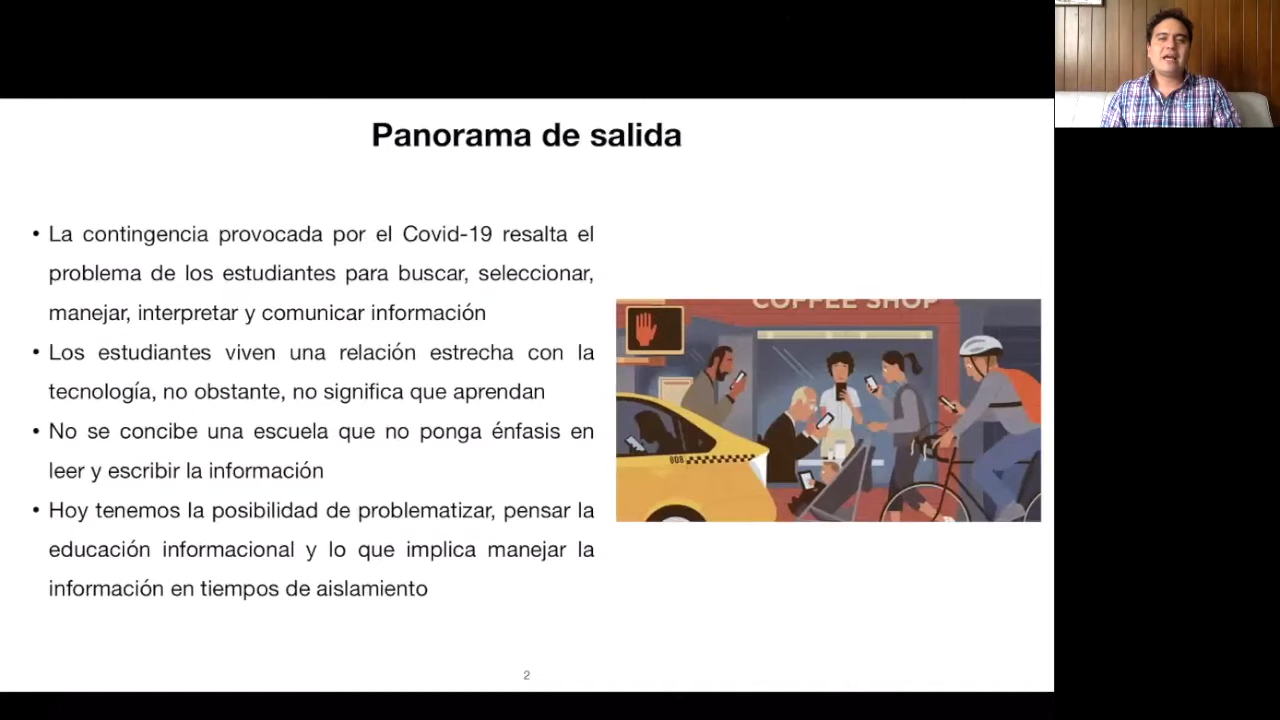 Panorama de salida
• La contingencia provocada por el Covid-19 resalta el
problema de los estudiantes para buscar, seleccionar,
manejar, interpretar y comunicar información
• Los estudiantes viven una relación estrecha con la
tecnología, no obstante, no significa que aprendan
• No se concibe una escuela que no ponga énfasis en
leer y escribir la información
• Hoy tenemos la posibilidad de problematizar, pensar la
educación informacional y lo que implica manejar la
información en tiempos de aislamiento
COFFEE SHOP
808
2